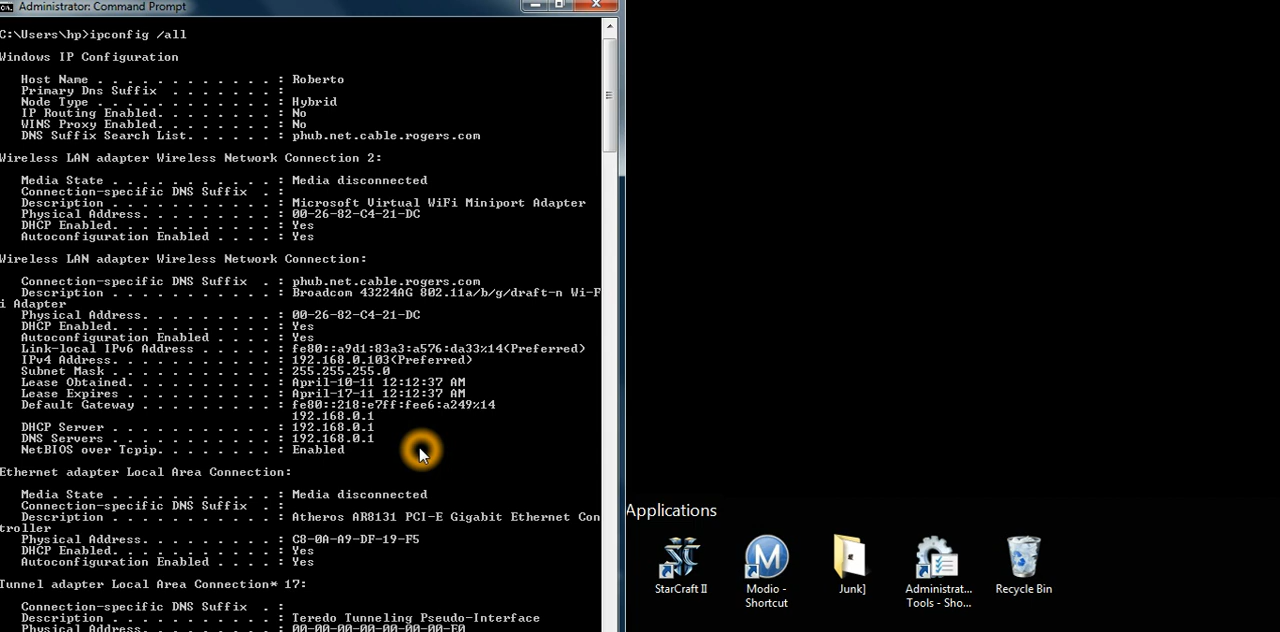 Administrator: Command Prompt
C:\Users\hp>ipconfig /all
Windows IP Configuration
Host Name . . . . . . . . . . . . : Roberto
Primary Dns Suffix  . . . . . . . :
Node Type . . . . . . . . . . . . : Hybrid
IP Routing Enabled. . . . . . . . : No
WINS Proxy Enabled. . . . . . . . : No
DNS Suffix Search List. . . . . . : phub.net.cable.rogers.com
Wireless LAN adapter Wireless Network Connection 2:
Media State . . . . . . . . . . . : Media disconnected
Connection-specific DNS Suffix  . :
Description . . . . . . . . . . . : Microsoft Virtual WiFi Miniport Adapter
Physical Address. . . . . . . . . : 00-26-82-C4-21-DC
DHCP Enabled. . . . . . . . . . . : Yes
Autoconfiguration Enabled . . . . : Yes
Wireless LAN adapter Wireless Network Connection:
Connection-specific DNS Suffix  . : phub.net.cable.rogers.com
Description . . . . . . . . . . . : Broadcom 43224AG 802.11a/b/g/draft-n Wi-F
i Adapter
Physical Address. . . . . . . . . : 00-26-82-C4-21-DC
DHCP Enabled. . . . . . . . . . . : Yes
Autoconfiguration Enabled . . . . : Yes
Link-local IPv6 Address . . . . . : fe80::a9d1:83a3:a576:da33%14(Preferred)
IPv4 Address. . . . . . . . . . . : 192.168.0.103(Preferred)
Subnet Mask . . . . . . . . . . . : 255.255.255.0
Lease Obtained. . . . . . . . . . : April-10-11 12:12:37 AM
Lease Expires . . . . . . . . . . : April-17-11 12:12:37 AM
Default Gateway . . . . . . . . . : fe80::218:e7ff:fee6:a249%14
192.168.0.1
DHCP Server . . . . . . . . . . . : 192.168.0.1
DNS Servers . . . . . . . . . . . : 192.168.0.1
NetBIOS over Tcpip. . . . . . . . : Enabled
Ethernet adapter Local Area Connection:
Media State . . . . . . . . . . . : Media disconnected
Connection-specific DNS Suffix  . :
Description . . . . . . . . . . . : Atheros AR8131 PCI-E Gigabit Ethernet Con
troller
Physical Address. . . . . . . . . : C8-0A-A9-DF-19-F5
DHCP Enabled. . . . . . . . . . . : Yes
Autoconfiguration Enabled . . . . : Yes
Tunnel adapter Local Area Connection* 17:
Connection-specific DNS Suffix  . :
Description . . . . . . . . . . . : Teredo Tunneling Pseudo-Interface
Physical Address. . . . . . . . . : 00-00-00-00-00-00-00-E0
Applications
StarCraft II
Modio -
Shortcut
Junk]
Administrat...
Tools - Sho...
Recycle Bin